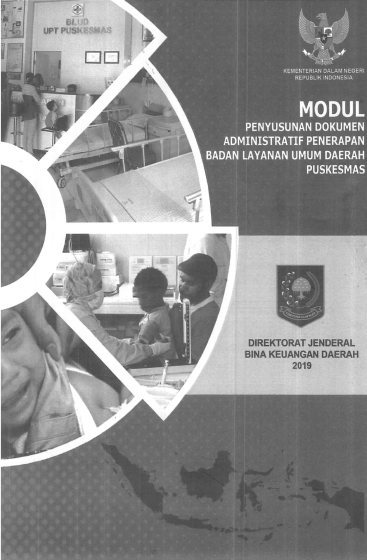 BLUD
UPT PUSKESMAS
KEMENTERIAN DALAM NEGERI
REPUBLIK INDONESIA
MODUL
PENYUSUNAN DOKUMEN
ADMINISTRATIF PENERAPAN
BADAN LAYANAN UMUM DAERAH
PUSKESMAS
DIREKTORAT JENDERAL
BINA KEUANGAN DAERAH
2019